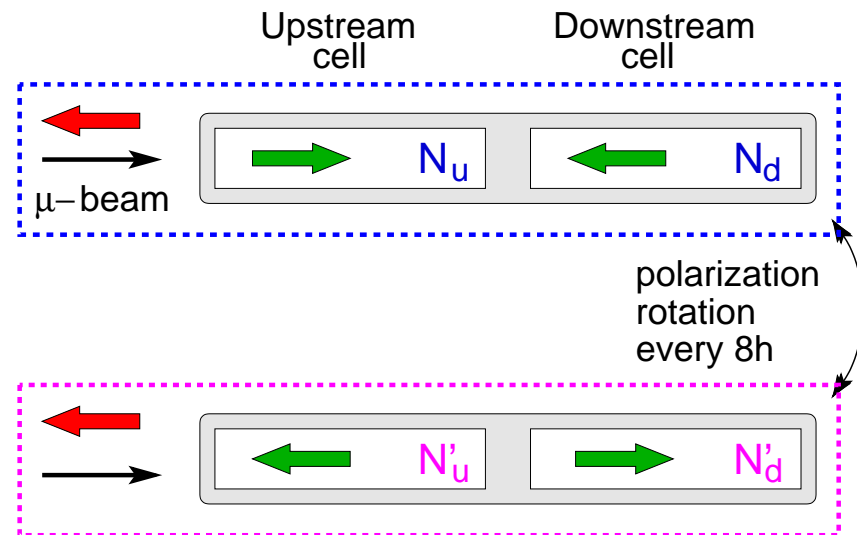 Upstream
cell
Downstream
cell
N_u
N_d
μ-beam
polarization
rotation
every 8h
N'_u
N'_d